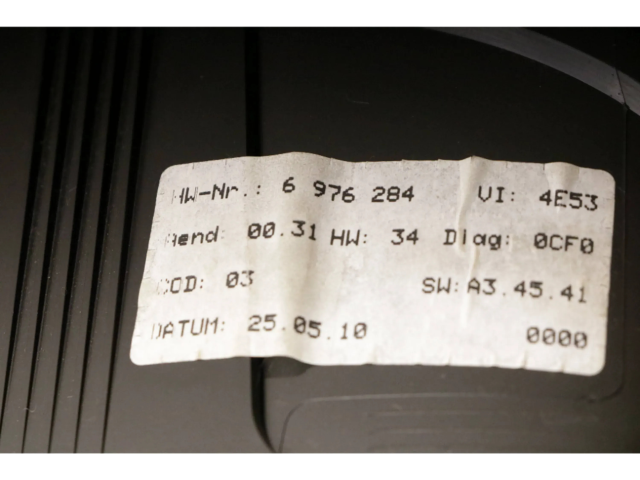 HW-Nr.: 6 976 284 VI: 4E53
Aend: 00.31 HW: 34 Diag: 0CF0
COD: 03 SW: A3.45.41
DATUM: 25.05.10 0000